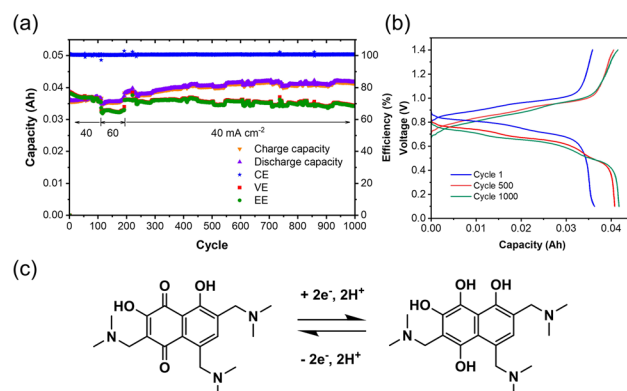 (a)
Capacity (Ah)
0.05
0.04
0.03
0.02
0.01
0.00
100
80
60
40
20
0
Efficiency (%)
40
60
40 mA cm⁻²
Charge capacity
Discharge capacity
CE
VE
EE
0 100 200 300 400 500 600 700 800 900 1000
Cycle
(b)
Voltage (V)
1.4
1.2
1.0
0.8
0.6
0.4
0.2
0.0
Cycle 1
Cycle 500
Cycle 1000
0.00 0.01 0.02 0.03 0.04
Capacity (Ah)
(c)
O OH
HO
N
N
O
N
+ 2e⁻, 2H⁺
- 2e⁻, 2H⁺
OH OH
HO
N
N
OH
N